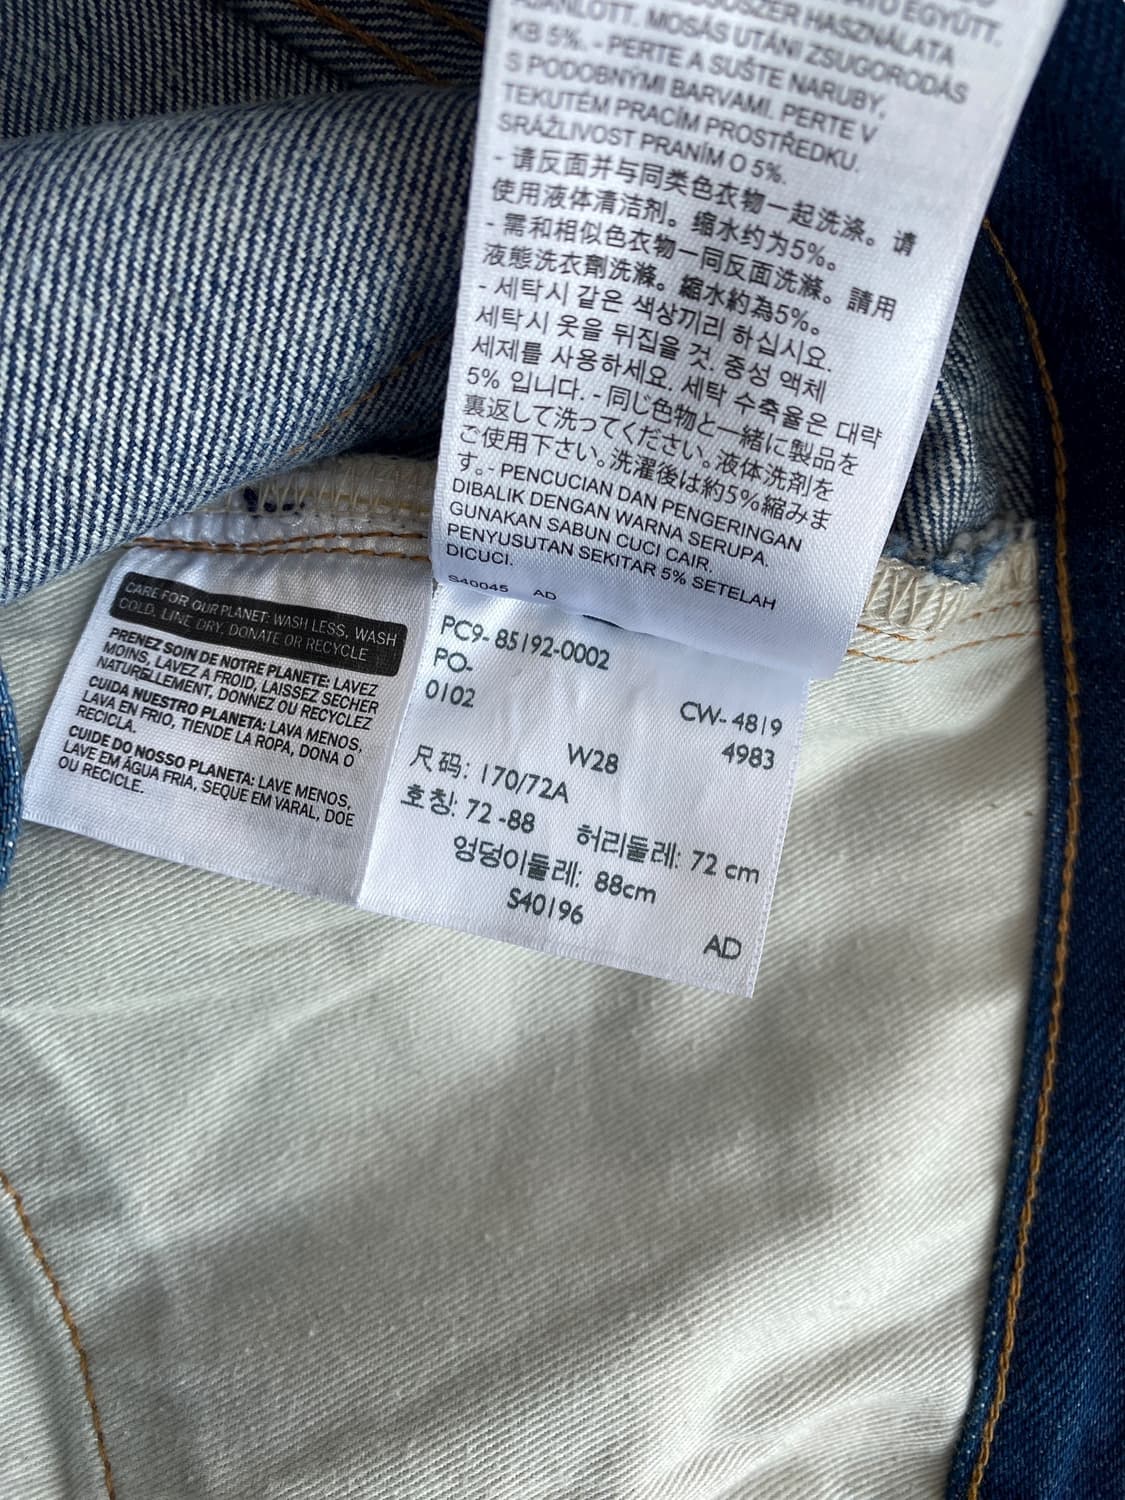 EGYÜTT.
HASZNÁLATA
AJÁNLOTT. MOSÁS UTÁNI ZSUGORODÁS
KB 5%. - PERTE A SUŠTE NARUBY,
S PODOBNÝMI BARVAMI. PERTE V
TEKUTÉM PRACÍM PROSTŘEDKU.
SRÁŽLIVOST PRANÍM O 5%.
- 请反面并与同类色衣物一起洗涤。请
使用液体清洁剂。缩水约为5%。
- 需和相似色衣物一同反面洗滌。請用
液態洗衣劑洗滌。縮水約為5%。
- 세탁시 같은 색상끼리 하십시요.
세탁시 옷을 뒤집을 것. 중성 액체
세제를 사용하세요. 세탁 수축율은 대략
5% 입니다. - 同じ色物と一緒に製品を
裏返して洗ってください。液体洗剤を
ご使用下さい。洗濯後は約5%縮みま
す。- PENCUCIAN DAN PENGERINGAN
DIBALIK DENGAN WARNA SERUPA.
GUNAKAN SABUN CUCI CAIR.
PENYUSUTAN SEKITAR 5% SETELAH
DICUCI.
S40045 AD
CARE FOR OUR PLANET: WASH LESS, WASH
COLD, LINE DRY, DONATE OR RECYCLE
PRENEZ SOIN DE NOTRE PLANETE: LAVEZ
MOINS, LAVEZ A FROID, LAISSEZ SÉCHER
NATURELLEMENT, DONNEZ OU RECYCLEZ
CUIDA NUESTRO PLANETA: LAVA MENOS,
LAVA EN FRIO, TIENDE LA ROPA, DONA O
RECICLA.
CUIDE DO NOSSO PLANETA: LAVE MENOS,
LAVE EM ÁGUA FRIA, SEQUE EM VARAL, DOE
OU RECICLE.
PC9- 85192-0002
PO-
0102
CW- 4819
4983
W28
尺码: 170/72A
호칭: 72 -88 허리둘레: 72 cm
엉덩이둘레: 88cm
S40196
AD